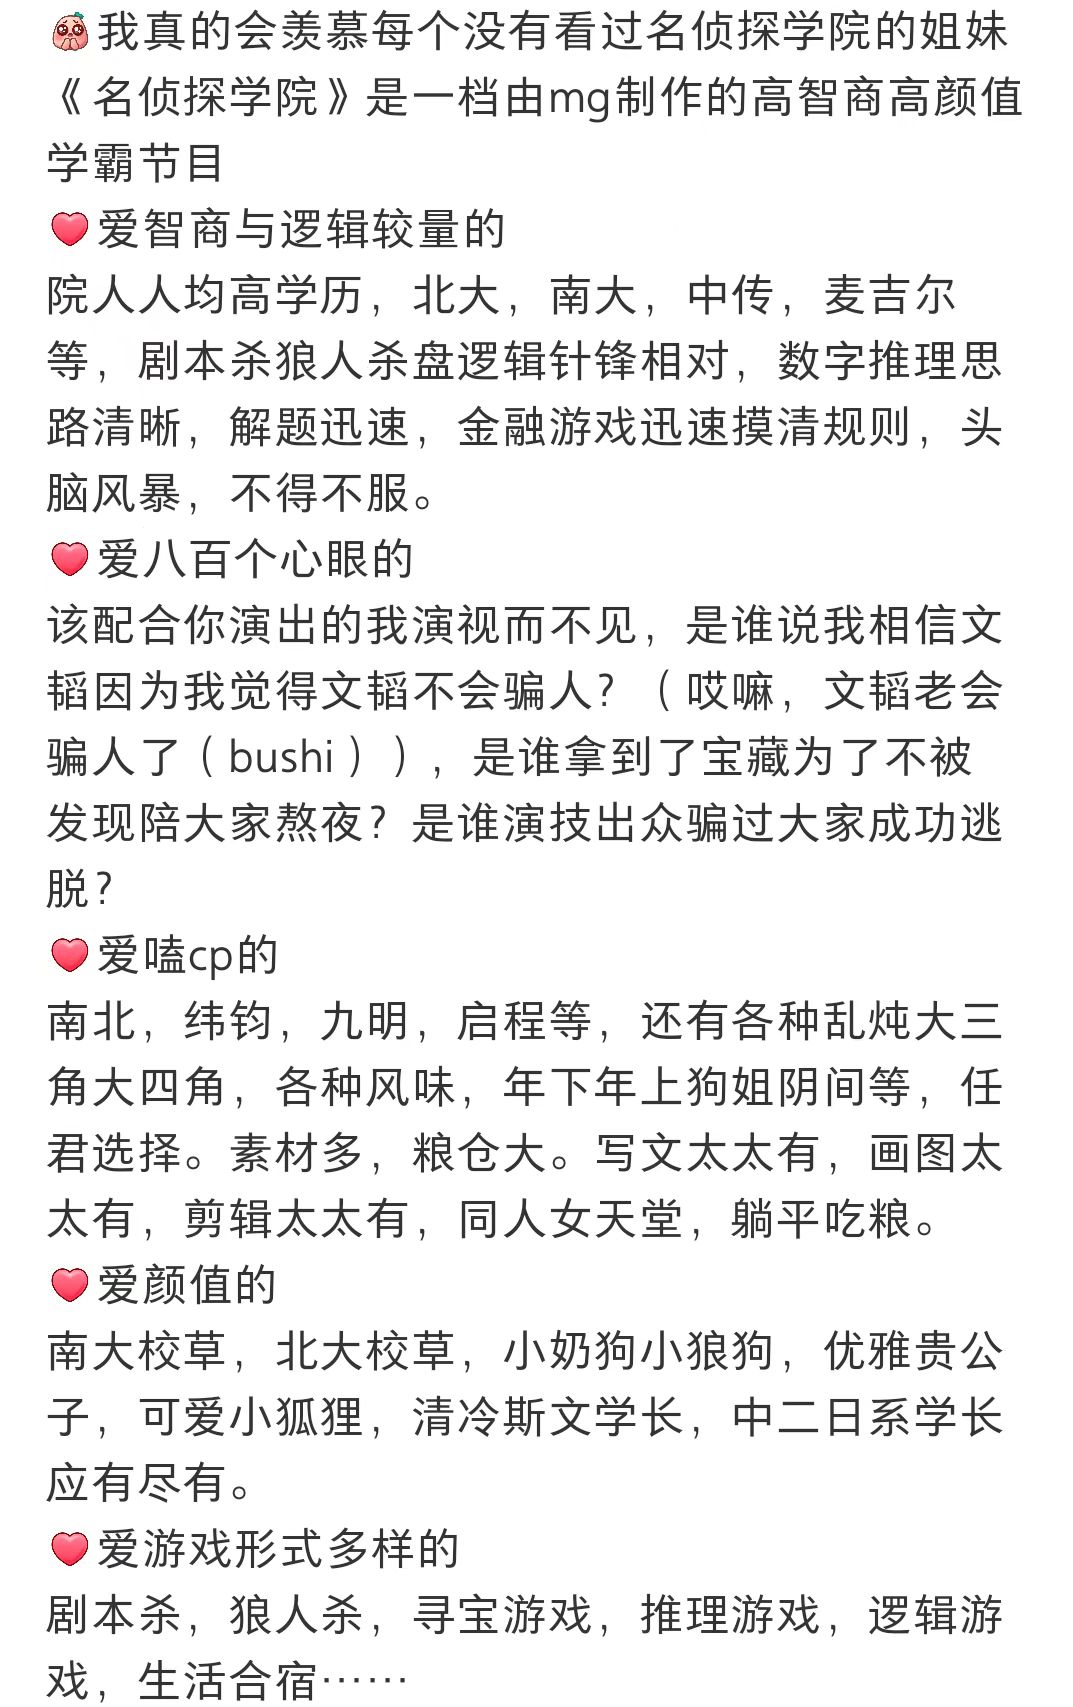 我真的会羡慕每个没有看过名侦探学院的姐妹
《名侦探学院》是一档由mg制作的高智商高颜值
学霸节目
爱智商与逻辑较量的
院人人均高学历，北大，南大，中传，麦吉尔
等，剧本杀狼人杀盘逻辑针锋相对，数字推理思
路清晰，解题迅速，金融游戏迅速摸清规则，头
脑风暴，不得不服。
爱八百个心眼的
该配合你演出的我演视而不见，是谁说我相信文
韬因为我觉得文韬不会骗人？（哎嘛，文韬老会
骗人了（bushi）），是谁拿到了宝藏为了不被
发现陪大家熬夜？是谁演技出众骗过大家成功逃
脱？
爱嗑cp的
南北，纬钧，九明，启程等，还有各种乱炖大三
角大四角，各种风味，年下年上狗姐阴间等，任
君选择。素材多，粮仓大。写文太太有，画图太
太有，剪辑太太有，同人女天堂，躺平吃粮。
爱颜值的
南大校草，北大校草，小奶狗小狼狗，优雅贵公
子，可爱小狐狸，清冷斯文学长，中二日系学长
应有尽有。
爱游戏形式多样的
剧本杀，狼人杀，寻宝游戏，推理游戏，逻辑游
戏，生活合宿……